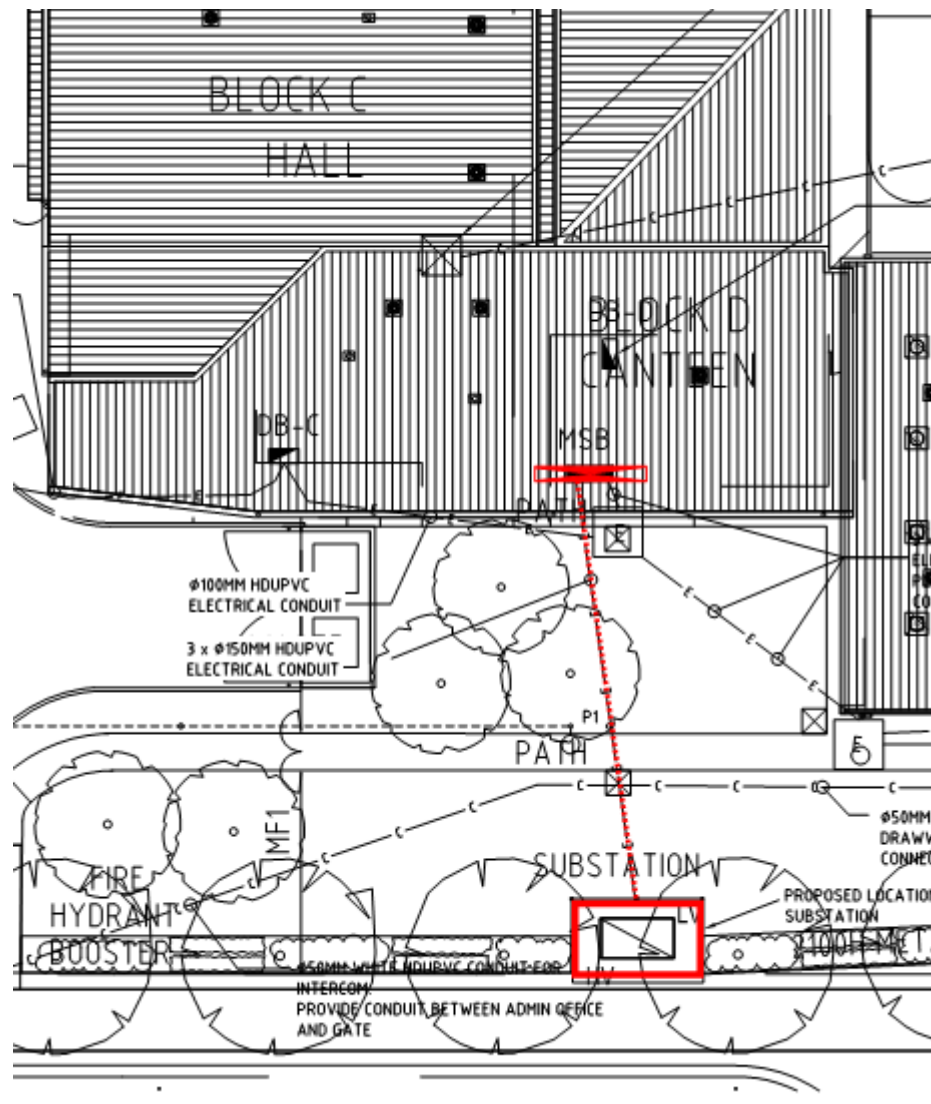 BLOCK C
HALL
BLOCK D
CANTEEN
DB-C
MSB
PATH
E
Ø100MM HDUPVC
ELECTRICAL CONDUIT
3 x Ø150MM HDUPVC
ELECTRICAL CONDUIT
P1
PATH
E
MF1
Ø50MM
DRAWW
CONNEC
SUBSTATION
FIRE
HYDRANT
BOOSTER
LV
PROPOSED LOCATION
SUBSTATION
HV
Ø50MM WHITE HDUPVC CONDUIT FOR
INTERCOM.
PROVIDE CONDUIT BETWEEN ADMIN OFFICE
AND GATE